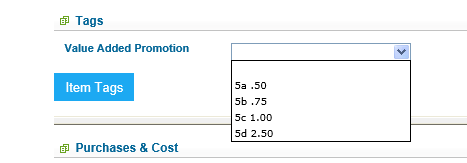 Tags
Value Added Promotion
5a .50
5b .75
Item Tags
5c 1.00
5d 2.50
Purchases & Cost